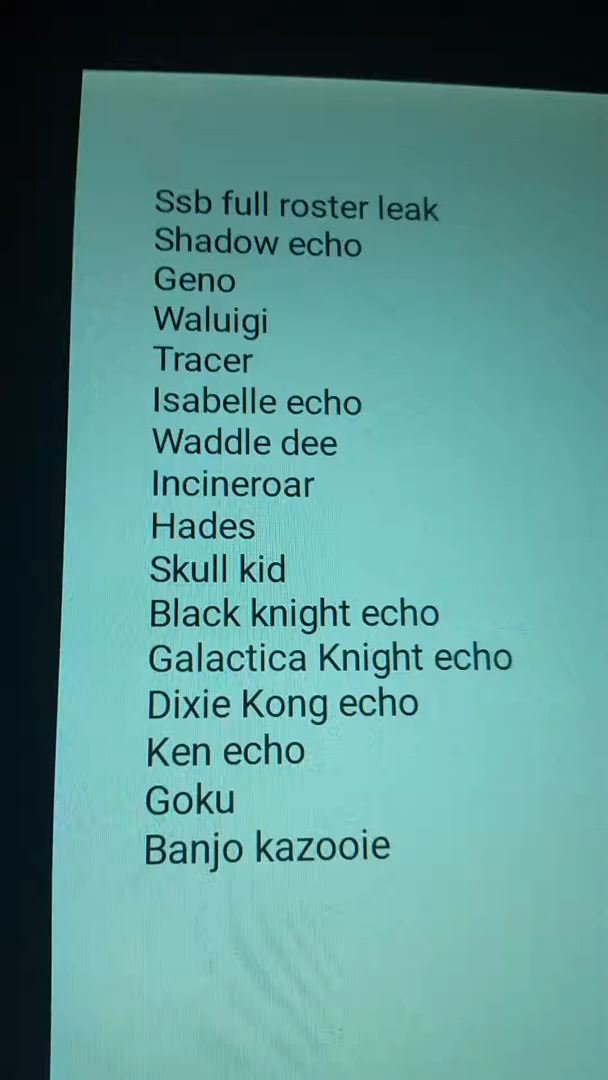 Ssb full roster leak
Shadow echo
Geno
Waluigi
Tracer
Isabelle echo
Waddle dee
Incineroar
Hades
Skull kid
Black knight echo
Galactica Knight echo
Dixie Kong echo
Ken echo
Goku
Banjo kazooie